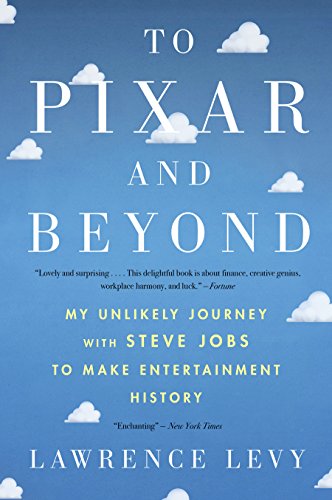 TO
PIXAR
AND
BEYOND
“Lovely and surprising . . . . This delightful book is about finance, creative genius,
workplace harmony, and luck.” —Fortune
MY UNLIKELY JOURNEY
WITH STEVE JOBS
TO MAKE ENTERTAINMENT
HISTORY
“Enchanting” — New York Times
LAWRENCE LEVY